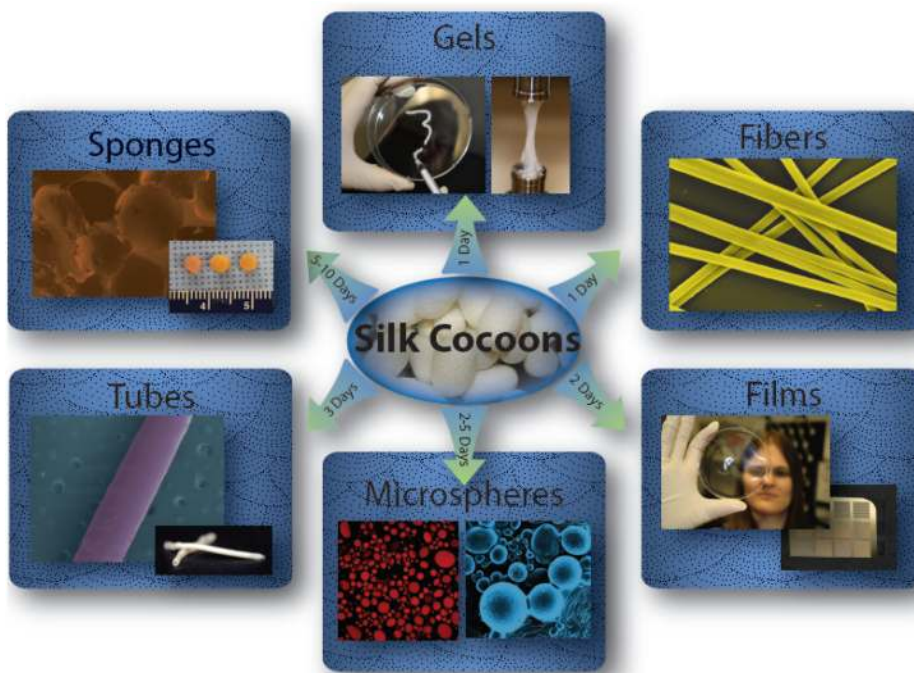 Gels
Sponges
Fibers
1 Day
5-10 Days
1 Day
4
5
Silk Cocoons
Tubes
3 Days
2-5 Days
2 Days
Films
Microspheres